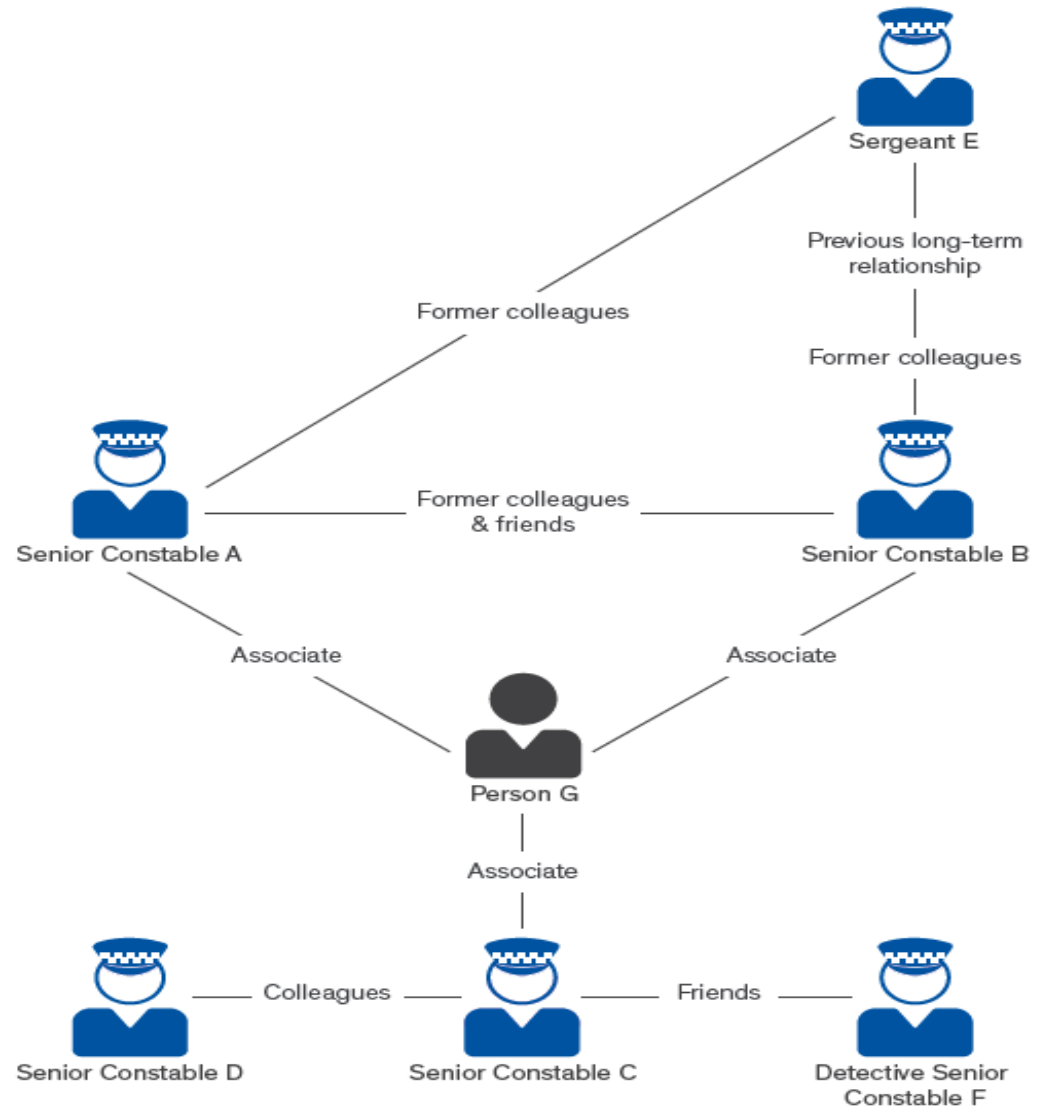 Sergeant E
Previous long-term
relationship
Former colleagues
Former colleagues
Former colleagues
& friends
Senior Constable A
Senior Constable B
Associate
Associate
Person G
Associate
Colleagues
Friends
Senior Constable D
Senior Constable C
Detective Senior
Constable F